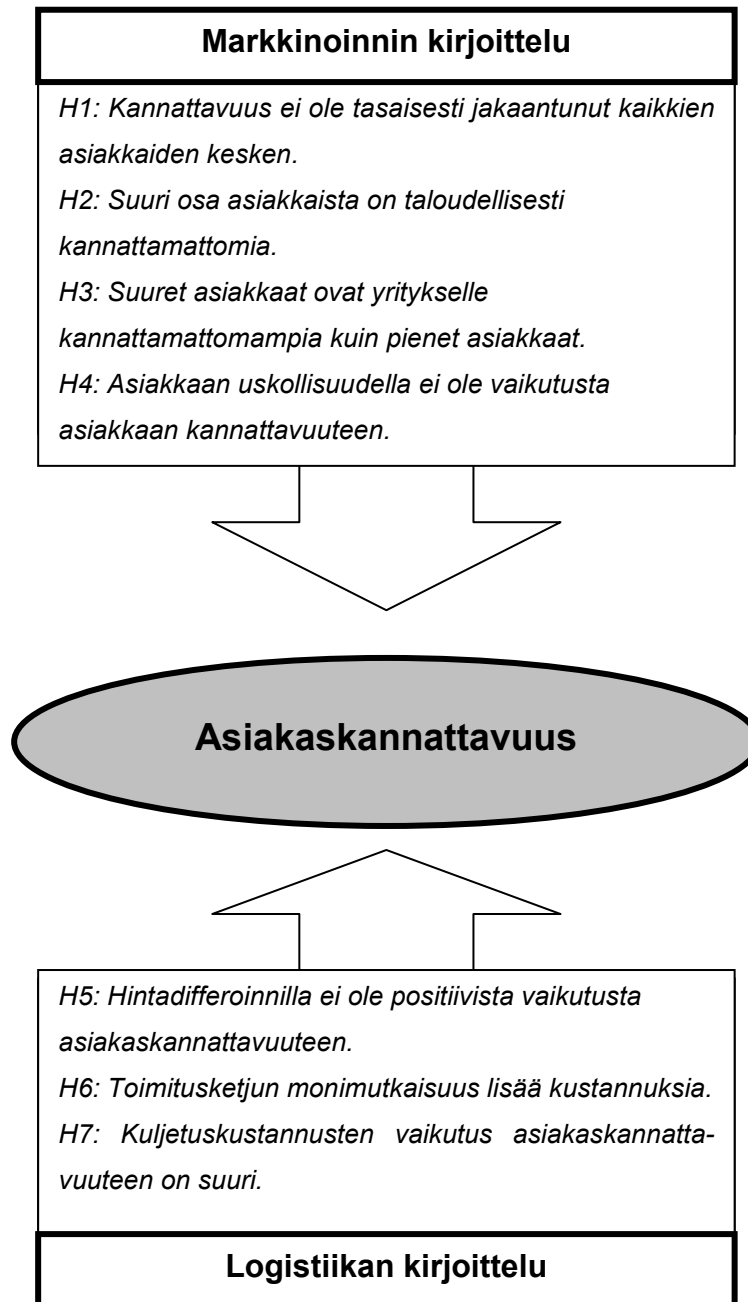 Markkinoinnin kirjoittelu
H1: Kannattavuus ei ole tasaisesti jakaantunut kaikkien
asiakkaiden kesken.
H2: Suuri osa asiakkaista on taloudellisesti
kannattamattomia.
H3: Suuret asiakkaat ovat yritykselle
kannattamattomampia kuin pienet asiakkaat.
H4: Asiakkaan uskollisuudella ei ole vaikutusta
asiakkaan kannattavuuteen.
Asiakaskannattavuus
H5: Hintadifferoinnilla ei ole positiivista vaikutusta
asiakaskannattavuuteen.
H6: Toimitusketjun monimutkaisuus lisää kustannuksia.
H7: Kuljetuskustannusten vaikutus asiakaskannatta-
vuuteen on suuri.
Logistiikan kirjoittelu